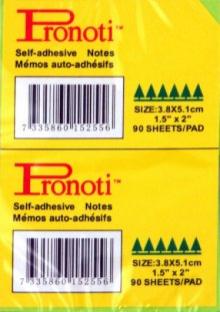 Pronoti™
Self-adhesive Notes
Mémos auto-adhésifs
7 335860 152556
SIZE:3.8X5.1cm
1.5" x 2"
90 SHEETS/PAD
Pronoti™
Self-adhesive Notes
Mémos auto-adhésifs
7 335860 152556
SIZE:3.8X5.1cm
1.5" x 2"
90 SHEETS/PAD